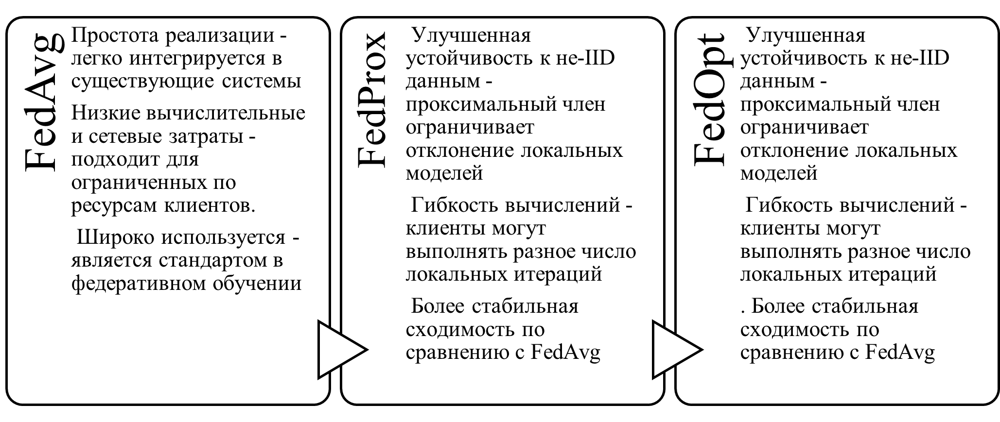 FedAvg
Простота реализации -
легко интегрируется в
существующие системы
Низкие вычислительные
и сетевые затраты -
подходит для
ограниченных по
ресурсам клиентов.
Широко используется -
является стандартом в
федеративном обучении
FedProx
Улучшенная
устойчивость к не-IID
данным -
проксимальный член
ограничивает
отклонение локальных
моделей
Гибкость вычислений -
клиенты могут
выполнять разное число
локальных итераций
Более стабильная
сходимость по
сравнению с FedAvg
FedOpt
Улучшенная
устойчивость к не-IID
данным -
проксимальный член
ограничивает
отклонение локальных
моделей
Гибкость вычислений -
клиенты могут
выполнять разное число
локальных итераций
. Более стабильная
сходимость по
сравнению с FedAvg